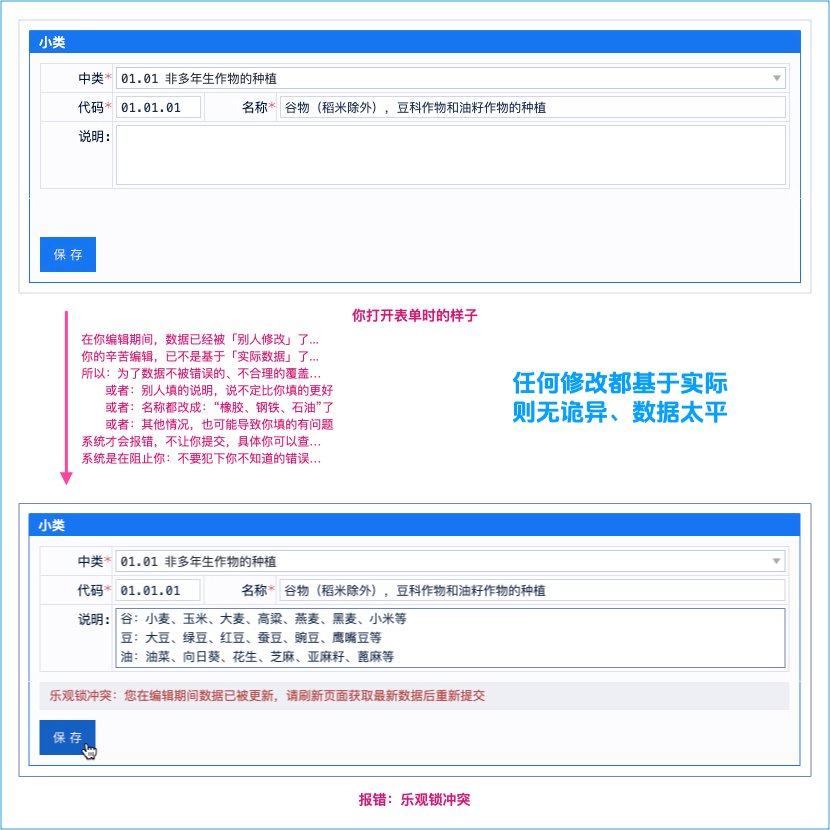 小类
中类* 01.01 非多年生作物的种植
代码* 01.01.01 名称* 谷物（稻米除外），豆科作物和油籽作物的种植
说明:
保 存
你打开表单时的样子
在你编辑期间，数据已经被「别人修改」了...
你的辛苦编辑，已不是基于「实际数据」了...
所以：为了数据不被错误的、不合理的覆盖...
或者：别人填的说明，说不定比你填的更好
或者：名称都改成：“橡胶、钢铁、石油”了
或者：其他情况，也可能导致你填的有问题
系统才会报错，不让你提交，具体你可以查...
系统是在阻止你：不要犯下你不知道的错误...
任何修改都基于实际
则无诡异、数据太平
小类
中类* 01.01 非多年生作物的种植
代码* 01.01.01 名称* 谷物（稻米除外），豆科作物和油籽作物的种植
说明: 谷：小麦、玉米、大麦、高粱、燕麦、黑麦、小米等
豆：大豆、绿豆、红豆、蚕豆、豌豆、鹰嘴豆等
油：油菜、向日葵、花生、芝麻、亚麻籽、蓖麻等
乐观锁冲突：您在编辑期间数据已被更新，请刷新页面获取最新数据后重新提交
保 存
报错：乐观锁冲突